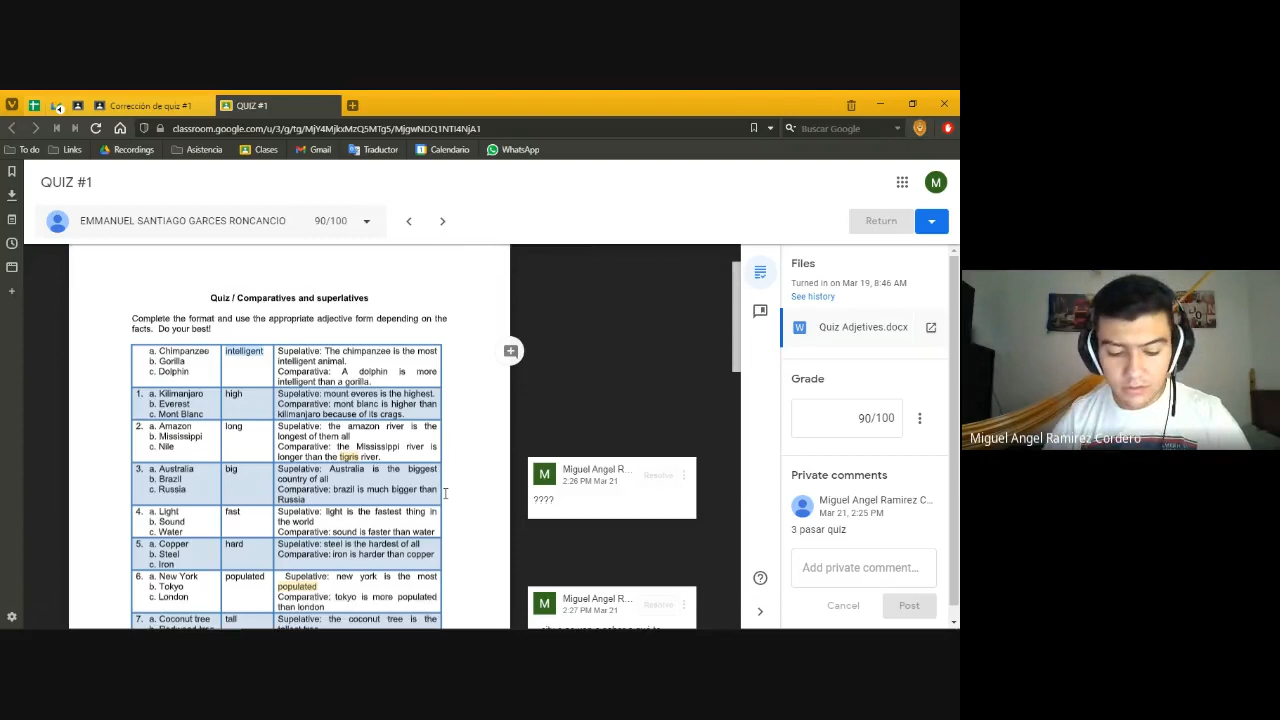 Corrección de quiz #1
QUIZ #1
classroom.google.com/u/3/g/tg/MjY4MjkxMzQ5MTg5/MjgwNDQ1NTI4NjA1
Buscar Google
To do
Links
Recordings
Asistencia
Clases
Gmail
Traductor
Calendario
WhatsApp
QUIZ #1
M
EMMANUEL SANTIAGO GARCES RONCANCIO 90/100
Return
Quiz / Comparatives and superlatives
Complete the format and use the appropriate adjective form depending on the
facts. Do your best!
a. Chimpanzee
b. Gorilla
c. Dolphin
intelligent
Supelative: The chimpanzee is the most
intelligent animal.
Comparativa: A dolphin is more
intelligent than a gorilla.
1. a. Kilimanjaro
b. Everest
c. Mont Blanc
high
Supelative: mount everes is the highest.
Comparative: mont blanc is higher than
kilimanjaro because of its crags.
2. a. Amazon
b. Mississippi
c. Nile
long
Supelative: the amazon river is the
longest of them all
Comparative: the Mississippi river is
longer than the tigris river.
3. a. Australia
b. Brazil
c. Russia
big
Supelative: Australia is the biggest
country of all
Comparative: brazil is much bigger than
Russia
4. a. Light
b. Sound
c. Water
fast
Supelative: light is the fastest thing in
the world
Comparative: sound is faster than water
5. a. Copper
b. Steel
c. Iron
hard
Supelative: steel is the hardest of all
Comparative: iron is harder than copper
6. a. New York
b. Tokyo
c. London
populated
Supelative: new york is the most
populated
Comparative: tokyo is more populated
than london
7. a. Coconut tree
tall
Supelative: the coconut tree is the
M
Miguel Angel R...
2:26 PM Mar 21
Resolve
????
M
Miguel Angel R...
2:27 PM Mar 21
Resolve
Files
Turned in on Mar 19, 8:46 AM
See history
W
Quiz Adjetives.docx
Grade
90/100
Private comments
Miguel Angel Ramirez C...
Mar 21, 2:25 PM
3 pasar quiz
Add private comment...
Cancel
Post
Miguel Angel Ramirez Cordero